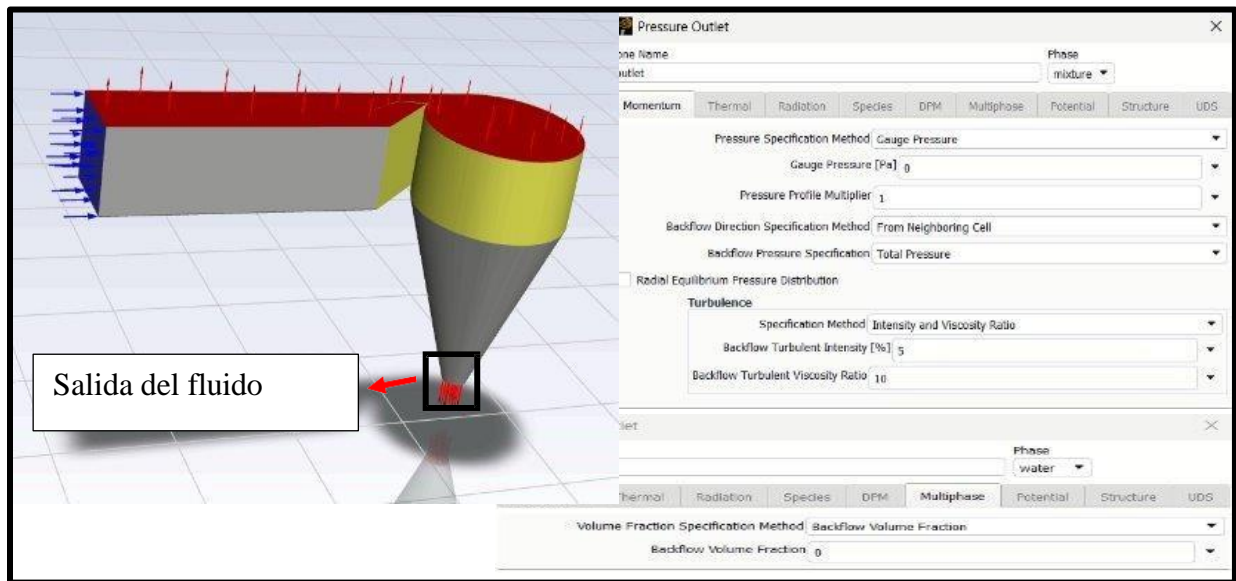 Salida del fluido
Pressure Outlet
one Name
Phase
outlet
mixture
Momentum Thermal Radiation Species DPM Multiphase Potential Structure UDS
Pressure Specification Method Gauge Pressure
Gauge Pressure [Pa] 0
Pressure Profile Multiplier 1
Backflow Direction Specification Method From Neighboring Cell
Backflow Pressure Specification Total Pressure
Radial Equilibrium Pressure Distribution
Turbulence
Specification Method Intensity and Viscosity Ratio
Backflow Turbulent Intensity [%] 5
Backflow Turbulent Viscosity Ratio 10
let
Phase
water
Thermal Radiation Species DPM Multiphase Potential Structure UDS
Volume Fraction Specification Method Backflow Volume Fraction
Backflow Volume Fraction 0